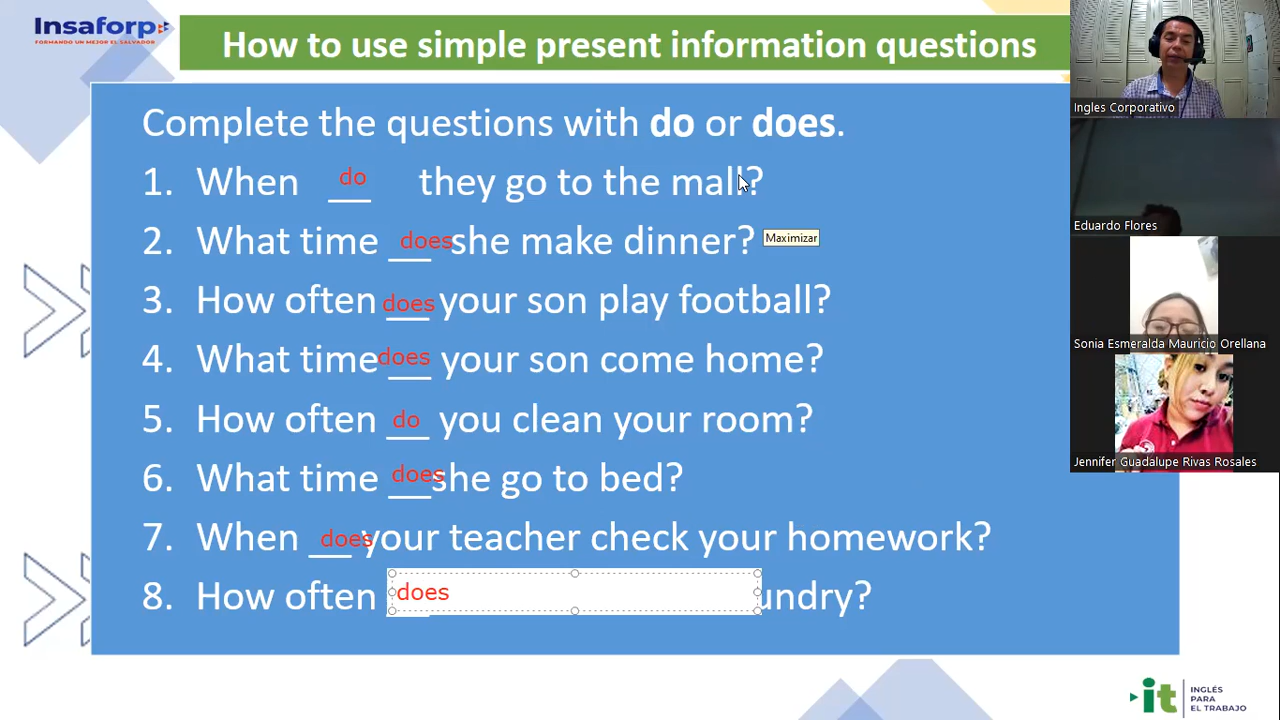 Insaforp
FORMANDO UN MEJOR EL SALVADOR
How to use simple present information questions
Complete the questions with do or does.
1. When do they go to the mall?
2. What time does she make dinner?
Maximizar
3. How often does your son play football?
4. What time does your son come home?
5. How often do you clean your room?
6. What time does she go to bed?
7. When does your teacher check your homework?
8. How often does undry?
Ingles Corporativo
Eduardo Flores
Sonia Esmeralda Mauricio Orellana
Jennifer Guadalupe Rivas Rosales
it
INGLÉS
PARA
EL TRABAJO